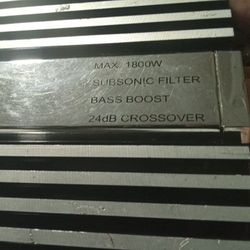 MAX. 1800W
SUBSONIC FILTER
BASS BOOST
24dB CROSSOVER